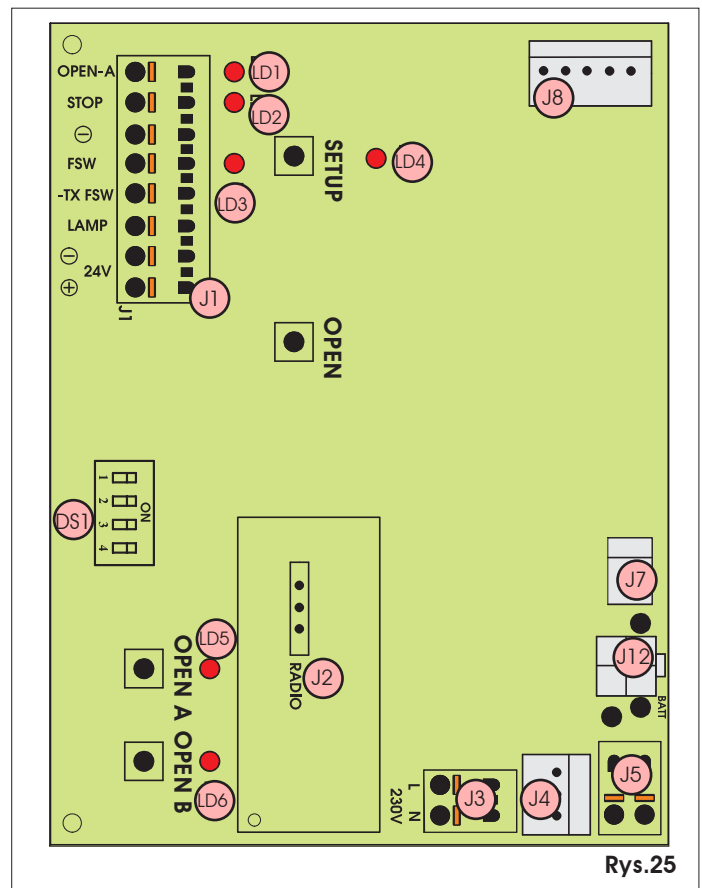 OPEN-A
STOP
⊖
FSW
-TX FSW
LAMP
⊖
24V
⊕
J1
J1
LD1
LD2
LD3
SETUP
LD4
J8
OPEN
DS1
1
2
3
4
ON
LD5
OPEN A
OPEN B
LD6
RADIO
J2
J7
J12
BATT
L N
230V
J3
J4
J5
Rys.25